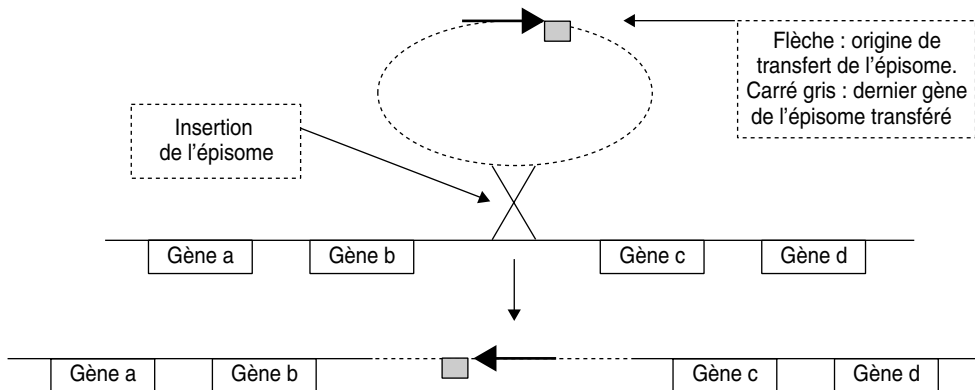 Flèche : origine de
transfert de l’épisome.
Carré gris : dernier gène
de l’épisome transféré
Insertion
de l’épisome
Gène a
Gène b
Gène c
Gène d
Gène a
Gène b
Gène c
Gène d